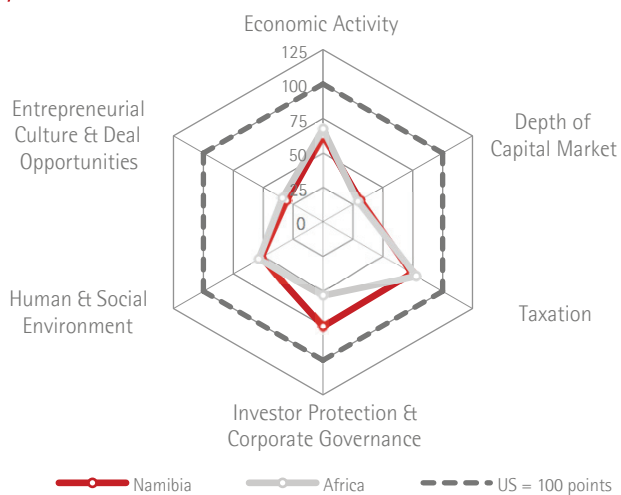 Economic Activity
125
100
75
50
25
0
Depth of
Capital Market
Taxation
Investor Protection &
Corporate Governance
Human & Social
Environment
Entrepreneurial
Culture & Deal
Opportunities
Namibia
Africa
US = 100 points